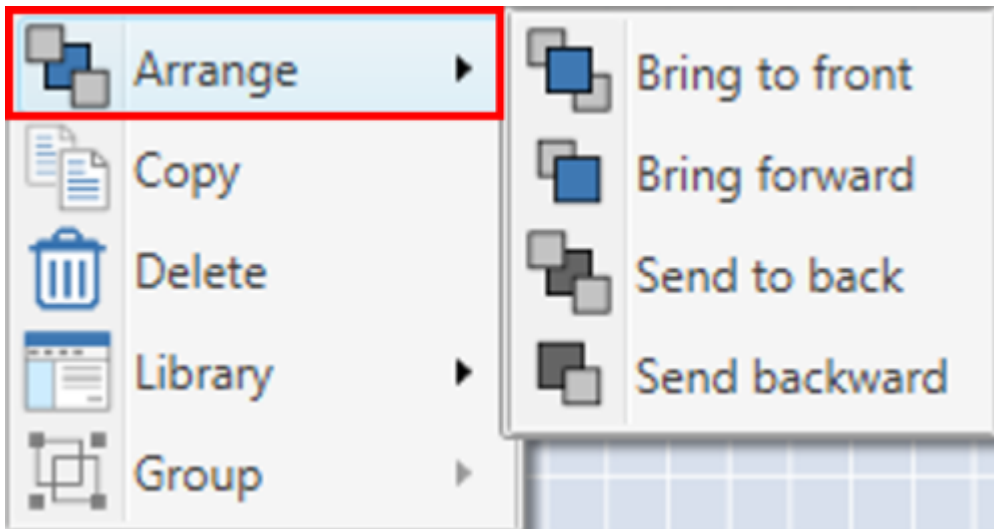 Arrange
Copy
Delete
Library
Group
Bring to front
Bring forward
Send to back
Send backward